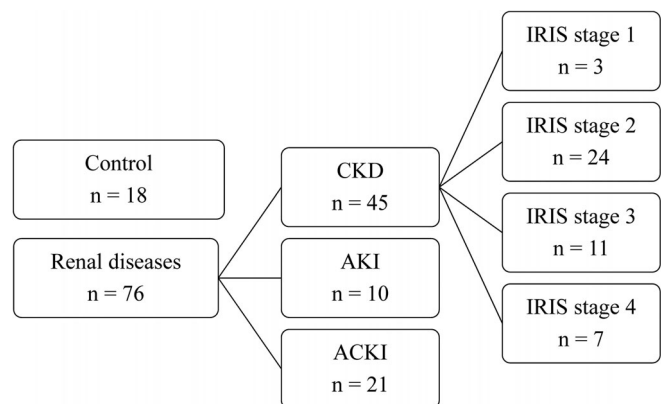 Control
n = 18
Renal diseases
n = 76
CKD
n = 45
AKI
n = 10
ACKI
n = 21
IRIS stage 1
n = 3
IRIS stage 2
n = 24
IRIS stage 3
n = 11
IRIS stage 4
n = 7